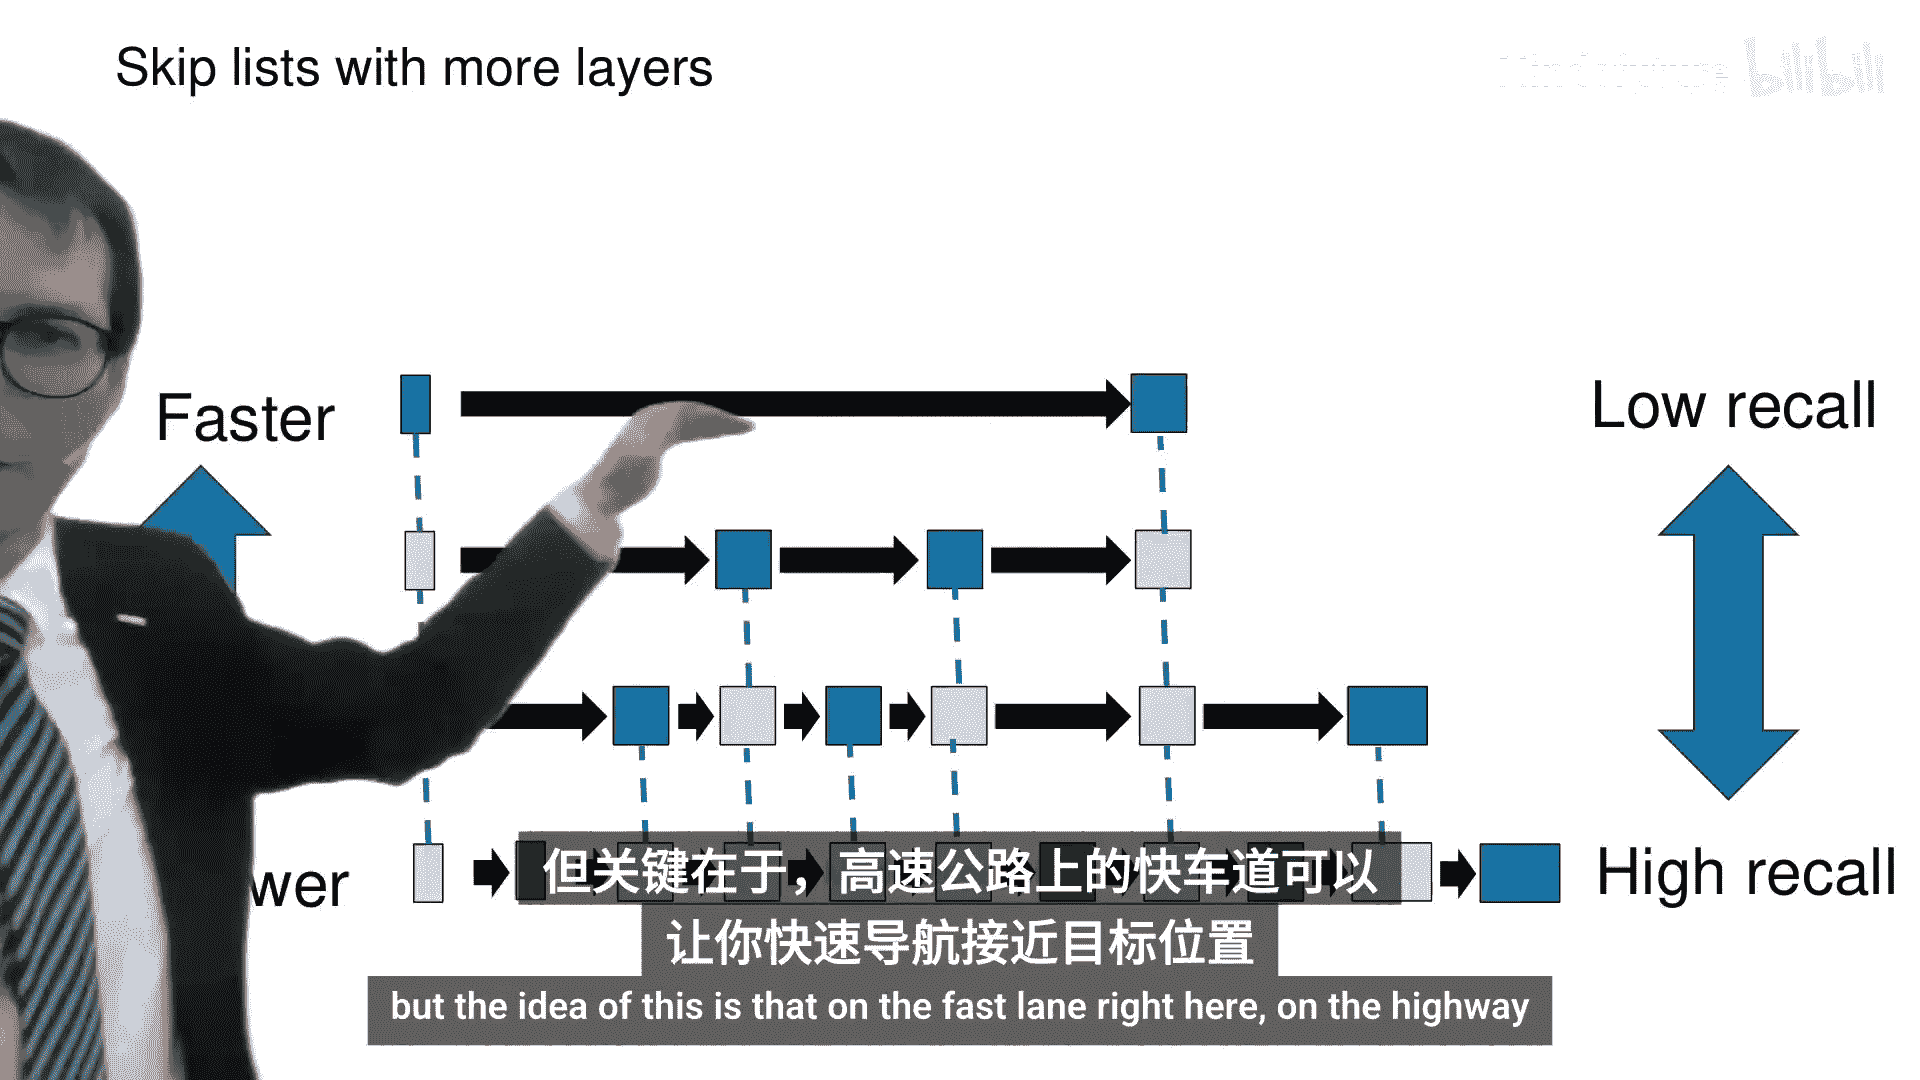 Skip lists with more layers
bilibili
Faster
Low recall
wer
High recall
但关键在于，高速公路上的快车道可以
让你快速导航接近目标位置
but the idea of this is that on the fast lane right here, on the highway